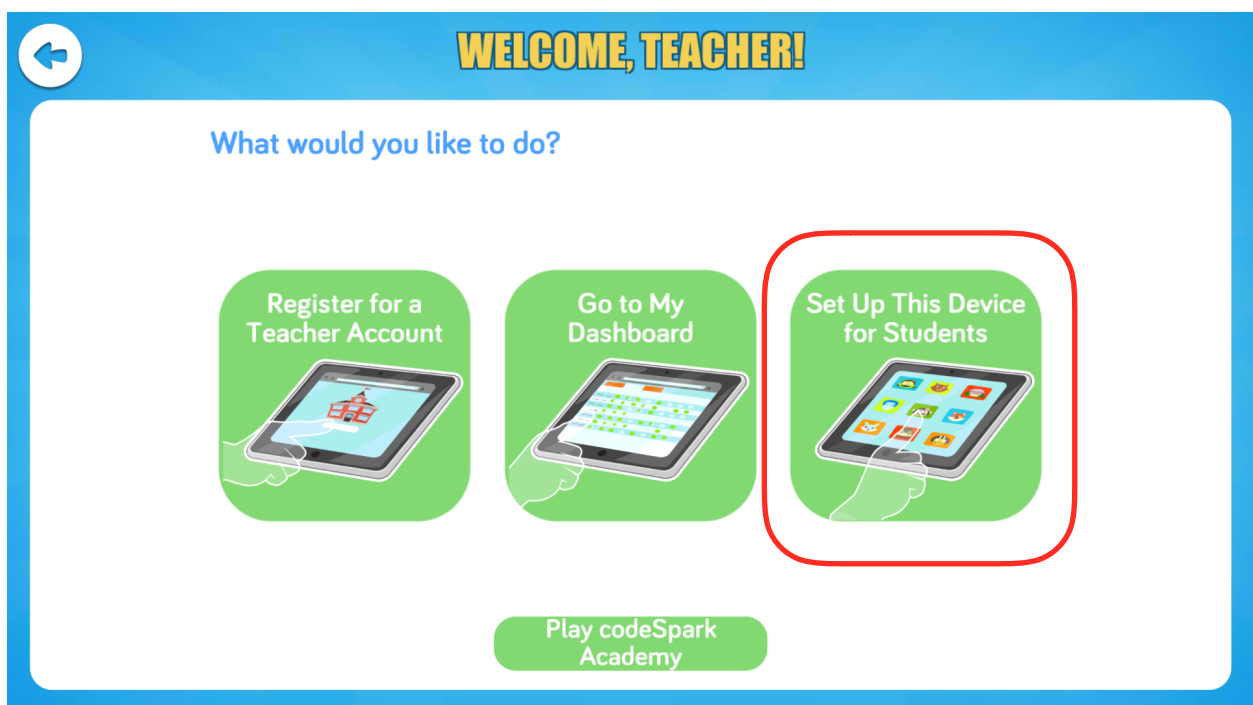 WELCOME, TEACHER!
What would you like to do?
Register for a
Teacher Account
Go to My
Dashboard
Set Up This Device
for Students
Play codeSpark
Academy